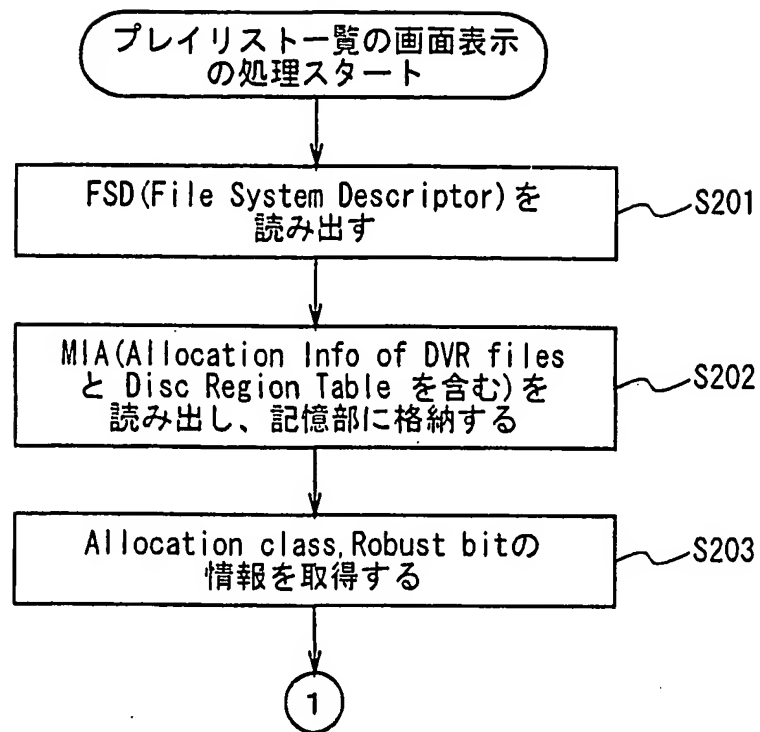 プレイリスト一覧の画面表示
の処理スタート
FSD(File System Descriptor)を
読み出す
S201
MIA(Allocation Info of DVR files
と Disc Region Table を含む)を
読み出し、記憶部に格納する
S202
Allocation class,Robust bitの
情報を取得する
S203
1